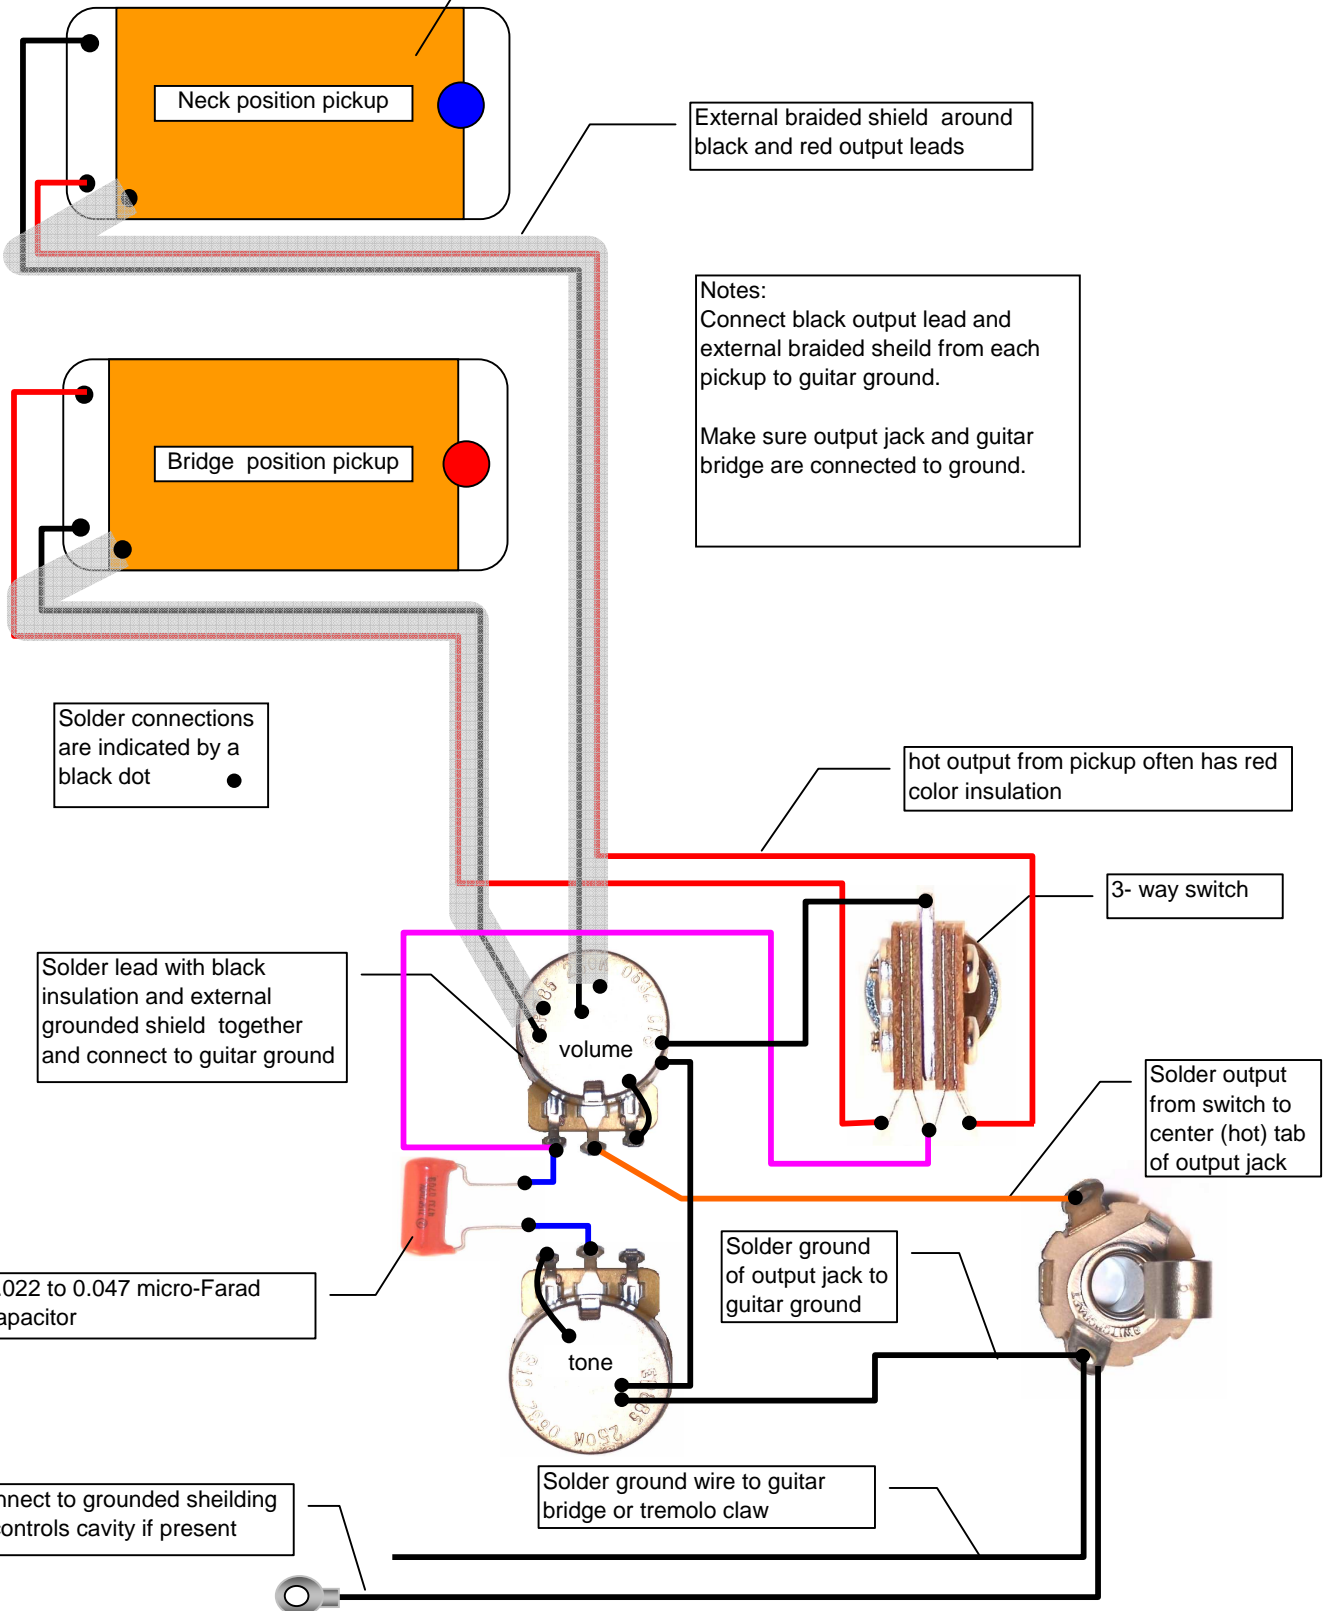 Neck position pickup
External braided shield around
black and red output leads
Notes:
Connect black output lead and
external braided sheild from each
pickup to guitar ground.
Make sure output jack and guitar
bridge are connected to ground.
Bridge position pickup
Solder connections
are indicated by a
black dot
hot output from pickup often has red
color insulation
3- way switch
Solder lead with black
insulation and external
grounded shield together
and connect to guitar ground
250K 0632
volume
Solder output
from switch to
center (hot) tab
of output jack
.022 to 0.047 micro-Farad
apacitor
Solder ground
of output jack to
guitar ground
SWITCHCRAFT
tone
250K 0632
Solder ground wire to guitar
bridge or tremolo claw
nnect to grounded sheilding
controls cavity if present